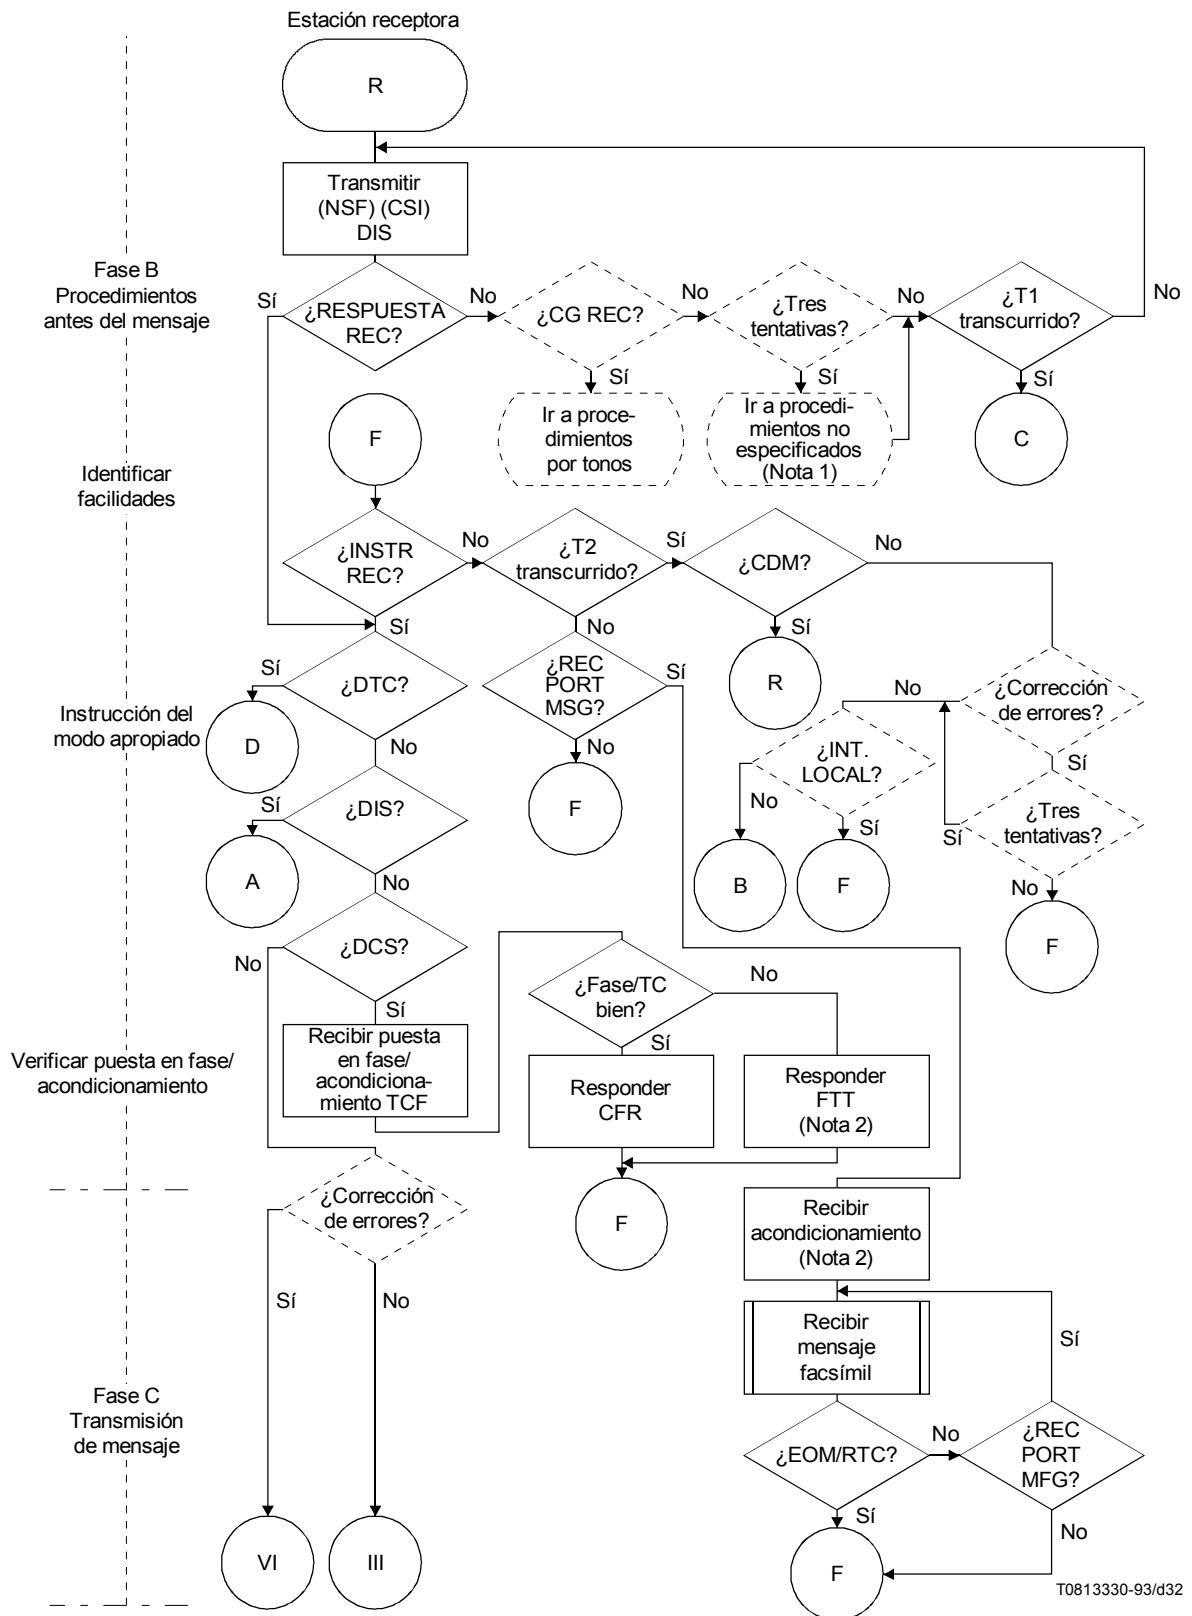 Estación receptora
R
Transmitir
(NSF) (CSI)
DIS
Fase B
Procedimientos
antes del mensaje
Sí
¿RESPUESTA
REC?
No
¿CG REC?
No
¿Tres
tentativas?
No
¿T1
transcurrido?
No
Sí
Sí
Sí
F
Ir a proce-
dimientos
por tonos
Ir a procedi-
mientos no
especificados
(Nota 1)
C
Identificar
facilidades
¿INSTR
REC?
No
¿T2
transcurrido?
Sí
¿CDM?
No
Sí
No
Sí
Sí
¿DTC?
¿REC
PORT
MSG?
Sí
R
No
¿Corrección
de errores?
Instrucción del
modo apropiado
D
No
No
¿INT.
LOCAL?
Sí
Sí
¿DIS?
F
No
Sí
Sí
¿Tres
tentativas?
A
No
B
F
No
F
No
¿DCS?
Sí
¿Fase/TC
bien?
No
Sí
Verificar puesta en fase/
acondicionamiento
Recibir puesta
en fase/
acondiciona-
miento TCF
Responder
CFR
Responder
FTT
(Nota 2)
¿Corrección
de errores?
F
Recibir
acondicionamiento
(Nota 2)
Sí
No
Recibir
mensaje
facsímil
Sí
Fase C
Transmisión
de mensaje
¿EOM/RTC?
No
¿REC
PORT
MFG?
Sí
No
VI
III
F
T0813330-93/d32